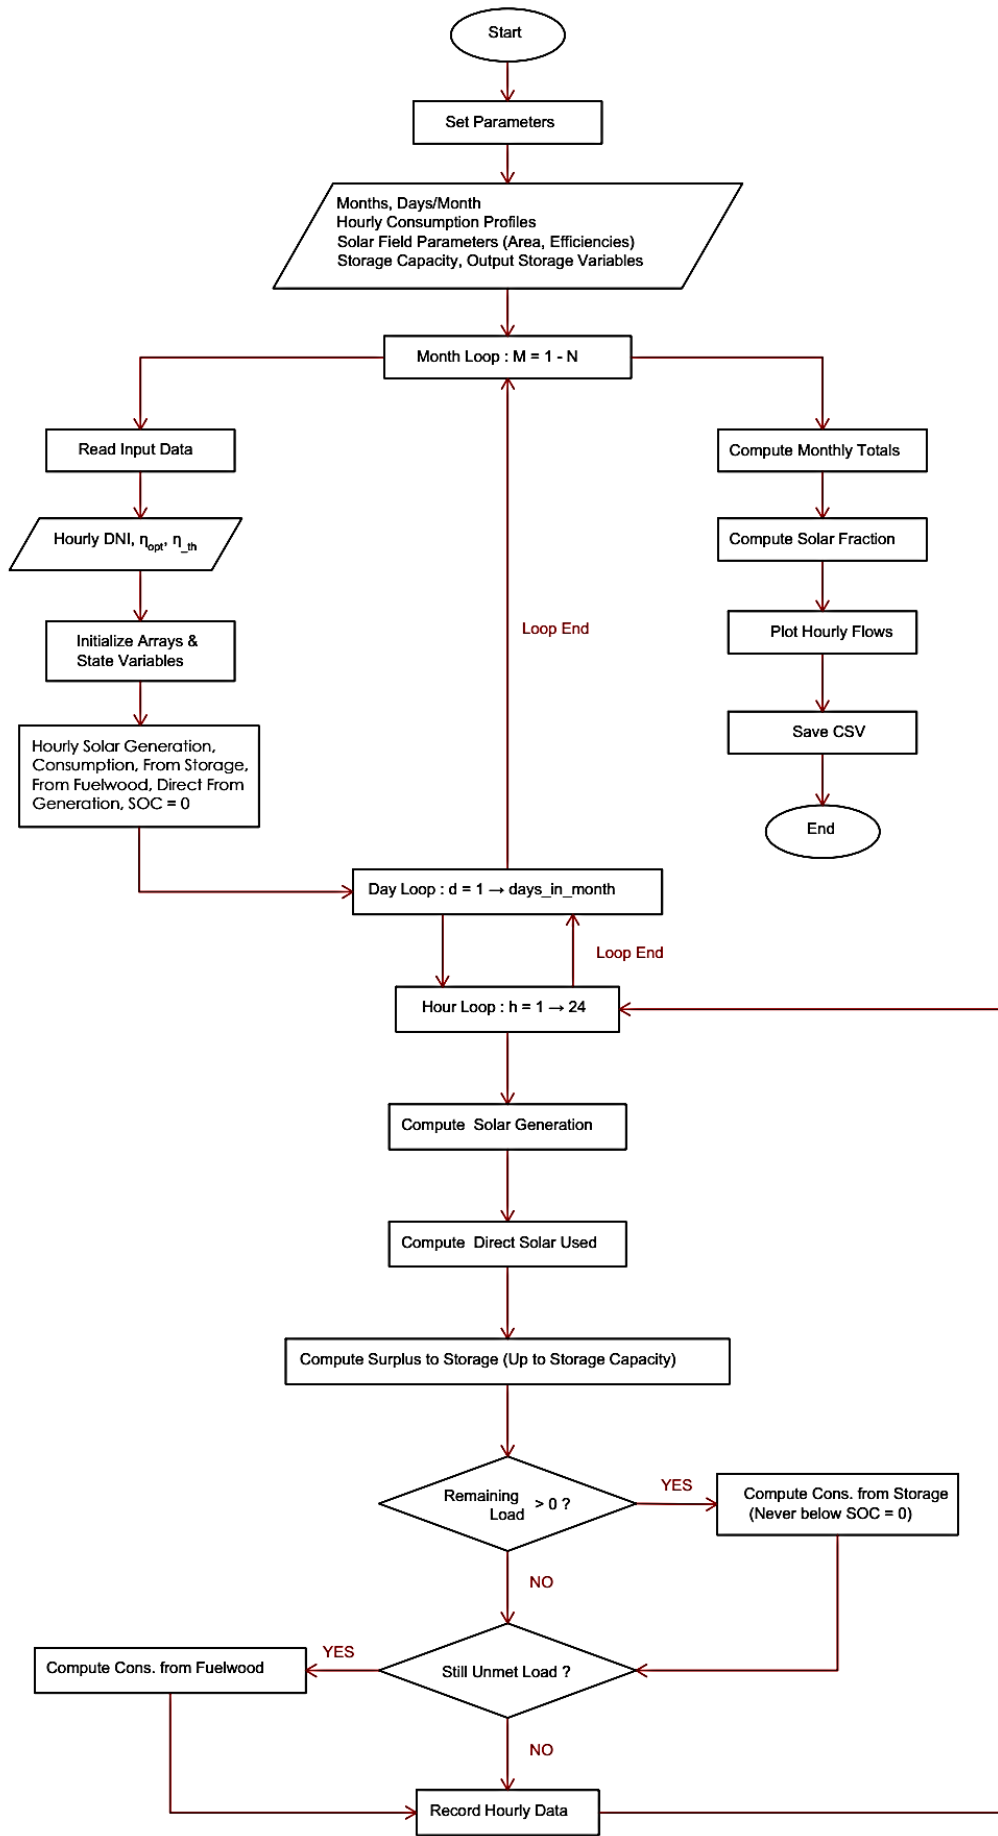 Start
Set Parameters
Months, Days/Month
Hourly Consumption Profiles
Solar Field Parameters (Area, Efficiencies)
Storage Capacity, Output Storage Variables
Month Loop : M = 1 - N
Read Input Data
Hourly DNI, η_opt, η_th
Initialize Arrays &
State Variables
Hourly Solar Generation,
Consumption, From Storage,
From Fuelwood, Direct From
Generation, SOC = 0
Compute Monthly Totals
Compute Solar Fraction
Plot Hourly Flows
Save CSV
End
Loop End
Day Loop : d = 1 → days_in_month
Loop End
Hour Loop : h = 1 → 24
Compute Solar Generation
Compute Direct Solar Used
Compute Surplus to Storage (Up to Storage Capacity)
Remaining
Load > 0 ?
YES
Compute Cons. from Storage
(Never below SOC = 0)
NO
Still Unmet Load ?
YES
Compute Cons. from Fuelwood
NO
Record Hourly Data